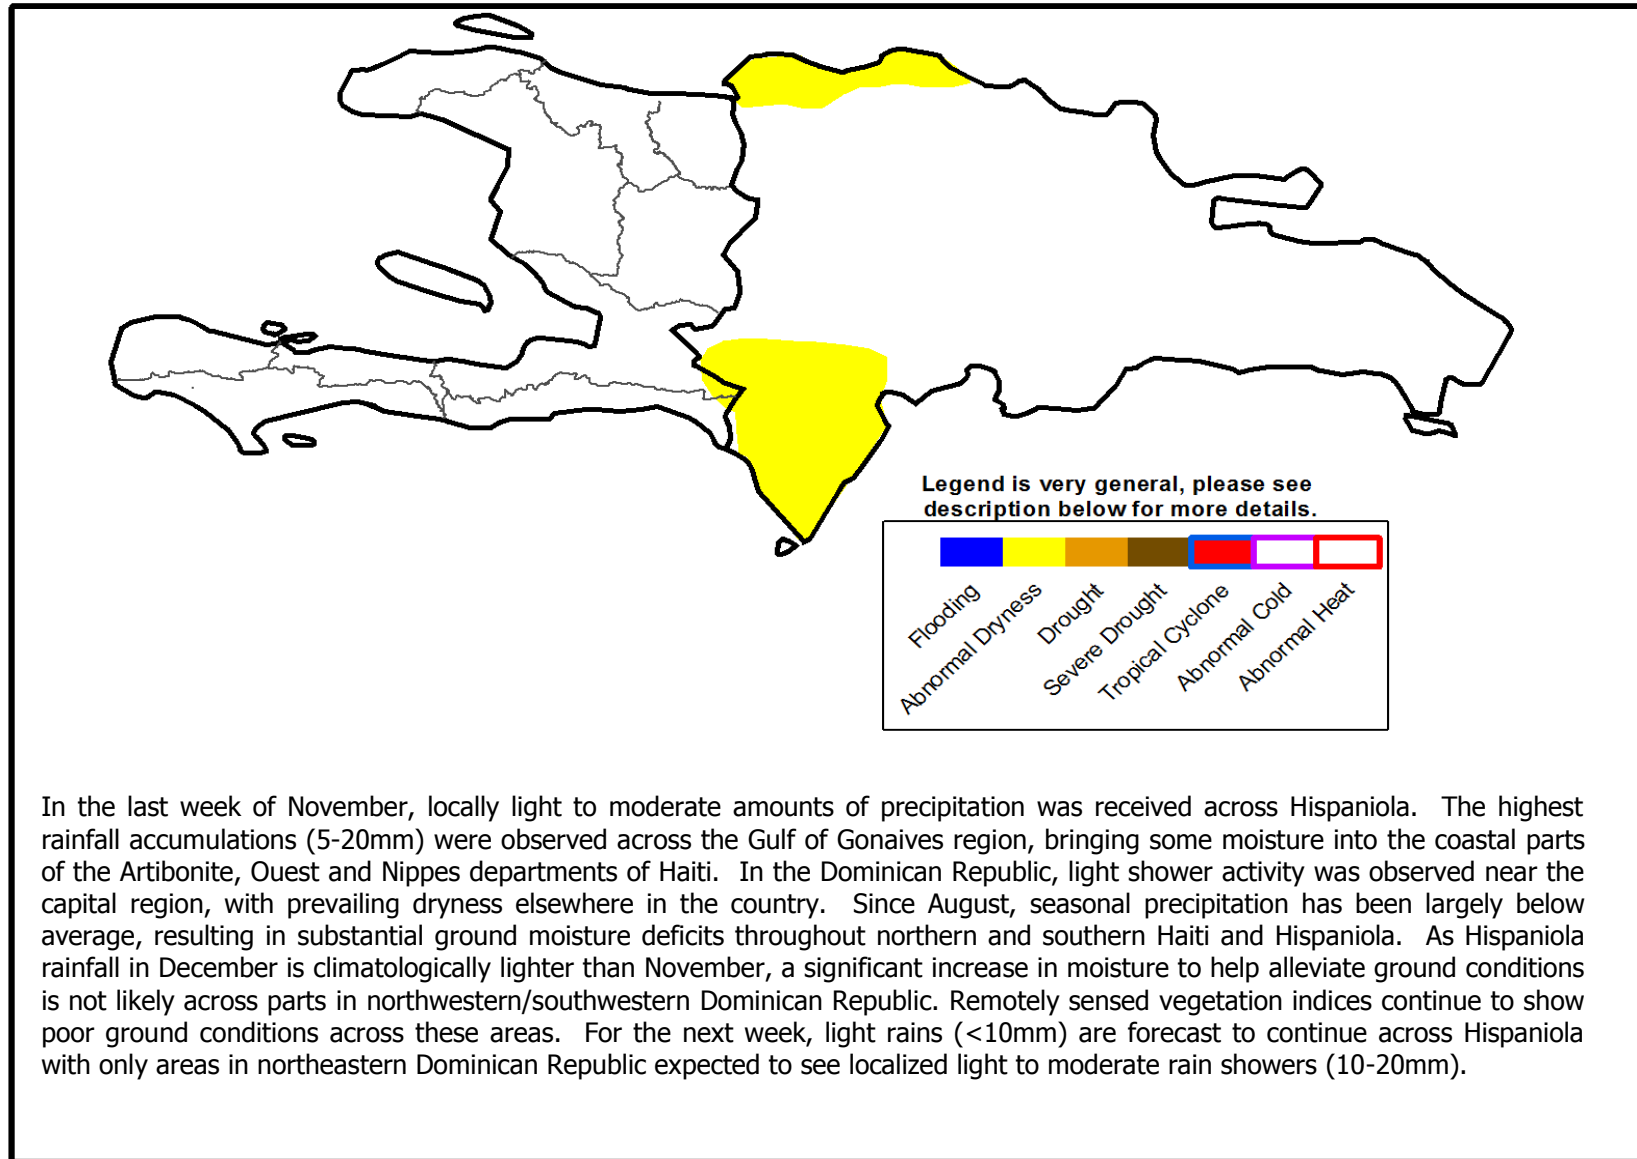 Legend is very general, please see
description below for more details.
Flooding
Abnormal Dryness
Drought
Severe Drought
Tropical Cyclone
Abnormal Cold
Abnormal Heat
In the last week of November, locally light to moderate amounts of precipitation was received across Hispaniola. The highest
rainfall accumulations (5-20mm) were observed across the Gulf of Gonaives region, bringing some moisture into the coastal parts
of the Artibonite, Ouest and Nippes departments of Haiti. In the Dominican Republic, light shower activity was observed near the
capital region, with prevailing dryness elsewhere in the country. Since August, seasonal precipitation has been largely below
average, resulting in substantial ground moisture deficits throughout northern and southern Haiti and Hispaniola. As Hispaniola
rainfall in December is climatologically lighter than November, a significant increase in moisture to help alleviate ground conditions
is not likely across parts in northwestern/southwestern Dominican Republic. Remotely sensed vegetation indices continue to show
poor ground conditions across these areas. For the next week, light rains (<10mm) are forecast to continue across Hispaniola
with only areas in northeastern Dominican Republic expected to see localized light to moderate rain showers (10-20mm).